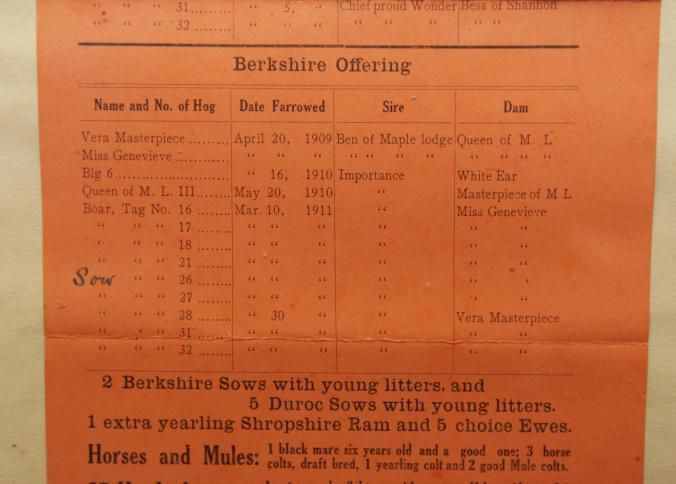 " " " 31......... " 5, " Chief proud Wonder Bess of Shannon
" " " 32......... " " " " " " " " "
Berkshire Offering
Name and No. of Hog Date Farrowed Sire Dam
Vera Masterpiece......... April 20, 1909 Ben of Maple lodge Queen of M L
Miss Genevieve............ " " " " " " " " " " "
Big 6......................... " 16, 1910 Importance White Ear
Queen of M. L. III........ May 20, 1910 " Masterpiece of M L
Boar, Tag No. 16........ Mar. 10, 1911 " Miss Genevieve
" " " 17 ......... " " " " " "
" " " 18 ......... " " " " " "
" " " 21 ......... " " " " " "
Sow " " 26 ......... " " " " " "
" " " 27 ......... " " " " " "
" " " 28 ......... " 30 " " Vera Masterpiece
" " " 31 ......... " " " " " "
" " " 32 ......... " " " " " "
2 Berkshire Sows with young litters, and
5 Duroc Sows with young litters.
1 extra yearling Shropshire Ram and 5 choice Ewes.
Horses and Mules: 1 black mare six years old and a good one; 3 horse
colts, draft bred, 1 yearling colt and 2 good Mule colts.